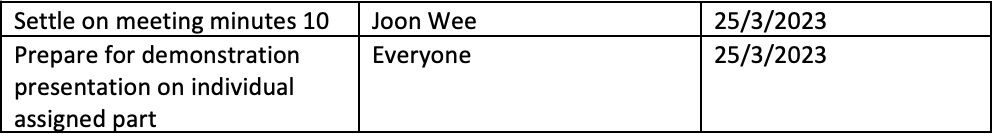 Settle on meeting minutes 10 Joon Wee 25/3/2023
Prepare for demonstration Everyone 25/3/2023
presentation on individual
assigned part